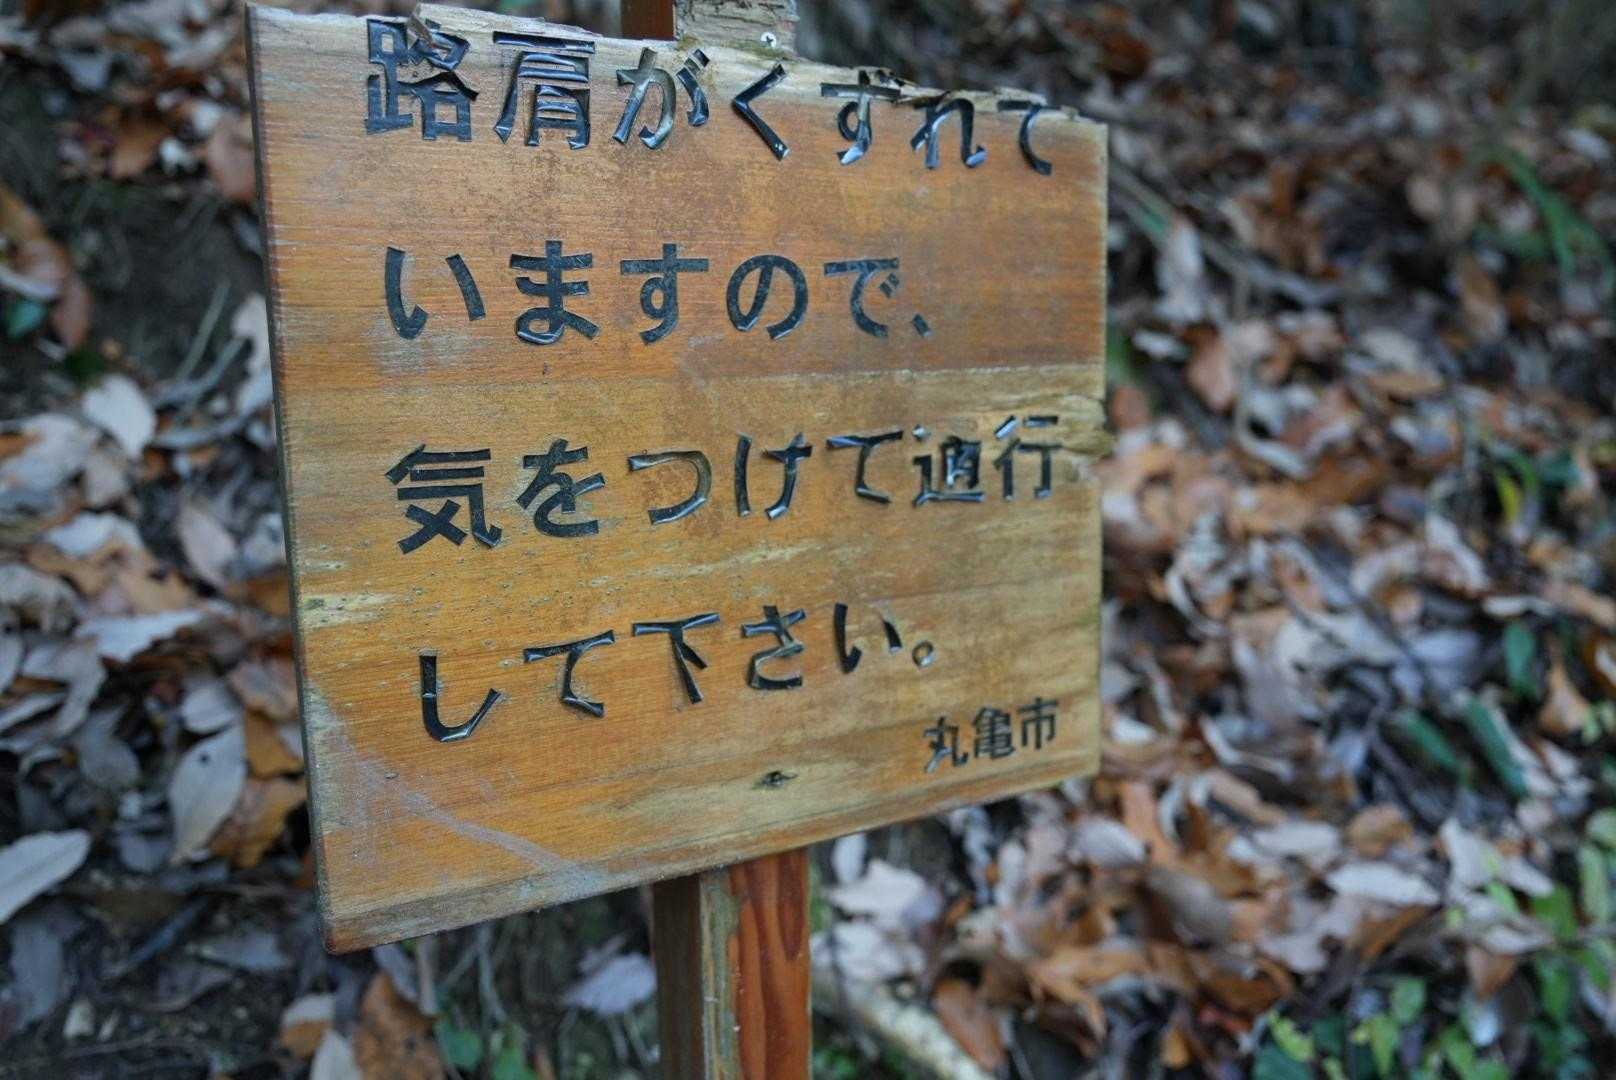 路肩がくずれて
いますので、
気をつけて通行
して下さい。
丸亀市